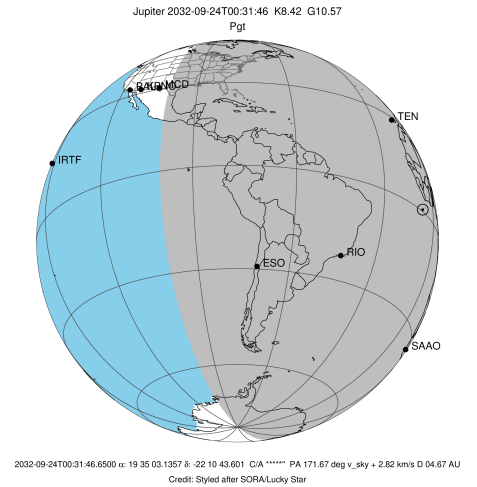 Jupiter 2032-09-24T00:31:46 K8.42 G10.57
Pgt
MCD
TEN
IRTF
RIO
ESO
SAAO
2032-09-24T00:31:46.6500 α: 19 35 03.1357 δ: -22 10 43.601 C/A *****" PA 171.67 deg v_sky + 2.82 km/s D 04.67 AU
Credit: Styled after SORA/Lucky Star